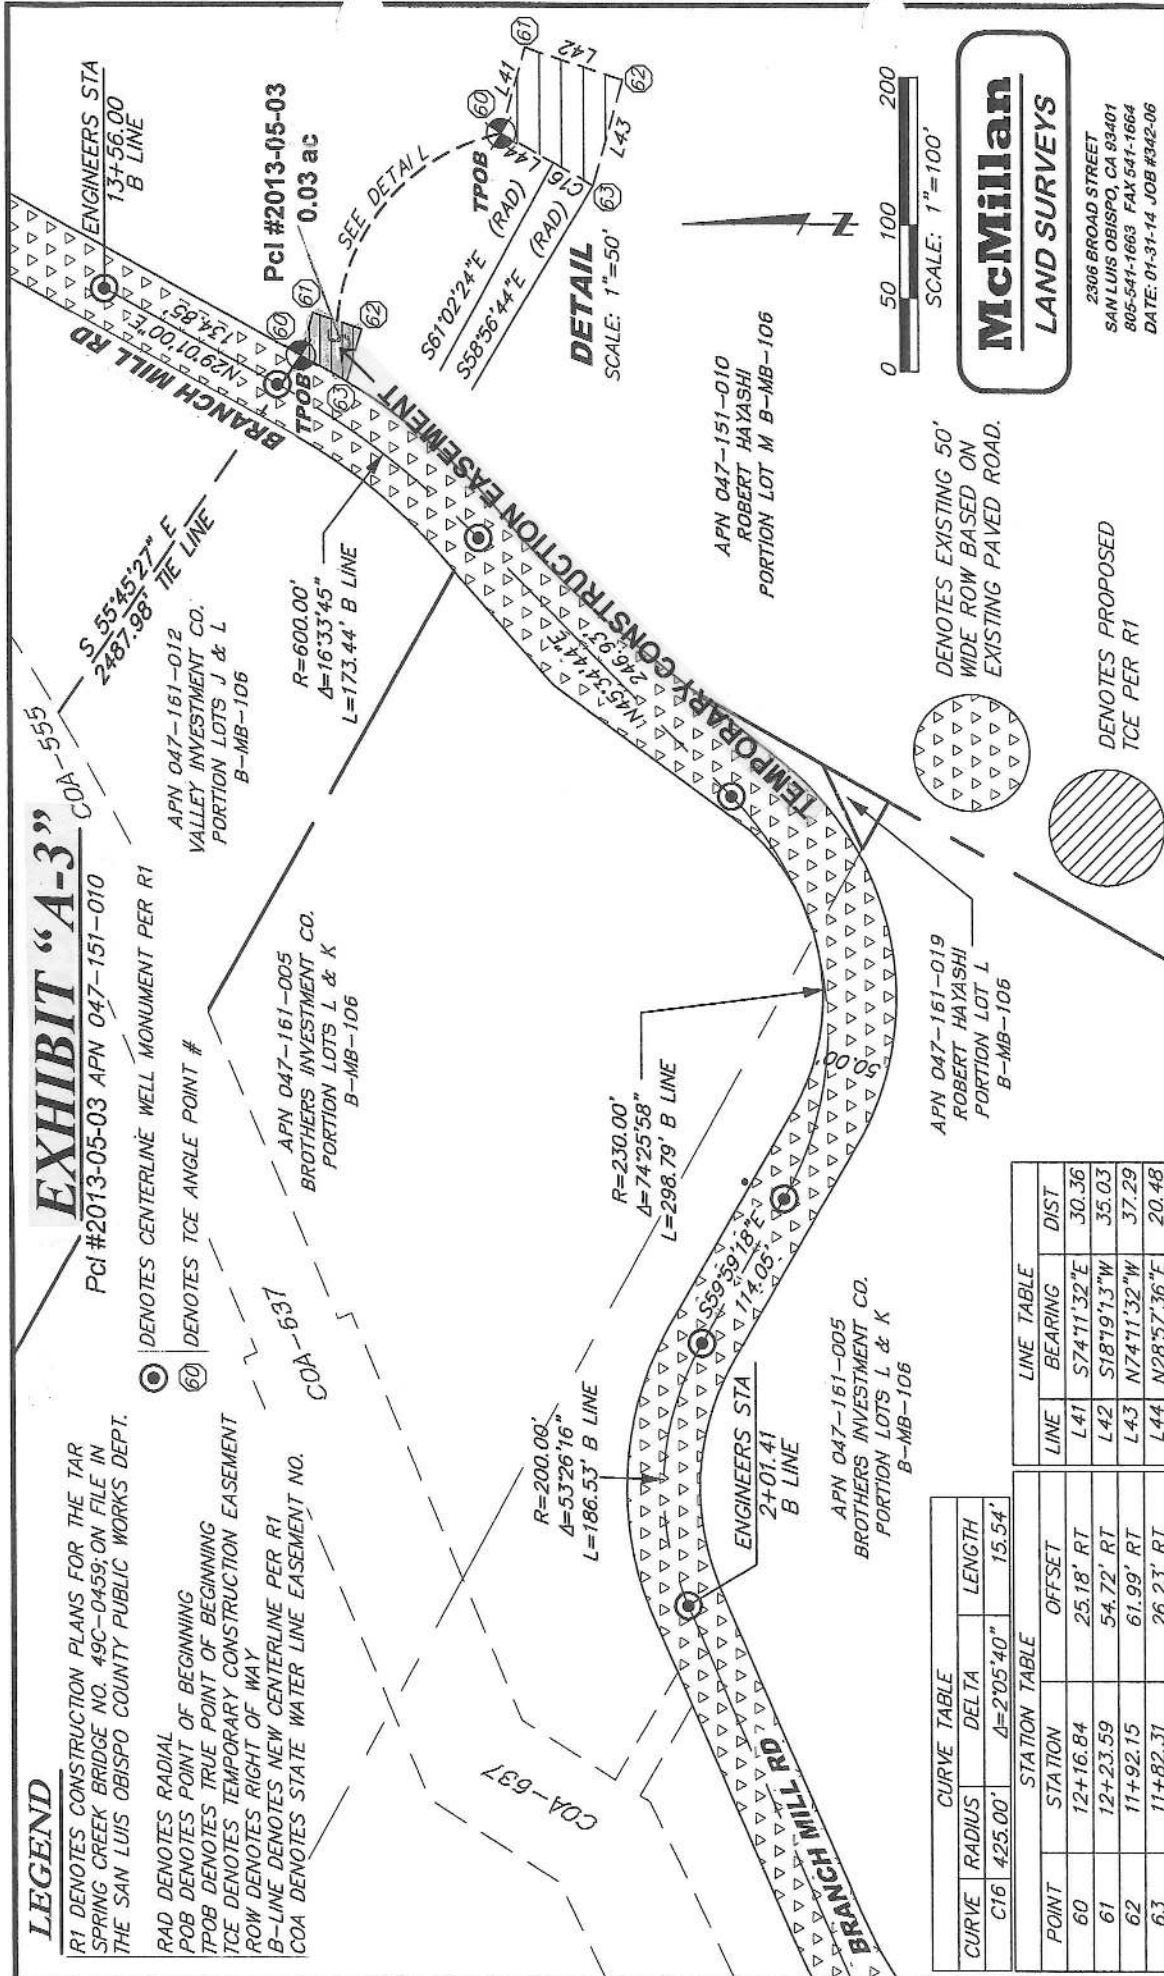 EXHIBIT "A-3"
Pcl #2013-05-03 APN 047-151-010
LEGEND
R1 DENOTES CONSTRUCTION PLANS FOR THE TAR
SPRING CREEK BRIDGE NO. 49C-0459; ON FILE IN
THE SAN LUIS OBISPO COUNTY PUBLIC WORKS DEPT.
RAD DENOTES RADIAL
POB DENOTES POINT OF BEGINNING
TPOB DENOTES TRUE POINT OF BEGINNING
TCE DENOTES TEMPORARY CONSTRUCTION EASEMENT
ROW DENOTES RIGHT OF WAY
B-LINE DENOTES NEW CENTERLINE PER R1
COA DENOTES STATE WATER LINE EASEMENT NO.
DENOTES CENTERLINE WELL MONUMENT PER R1
60 DENOTES TCE ANGLE POINT #
COA-555
S 55°45'27" E
2487.98' TIE LINE
ENGINEERS STA
13+56.00
B LINE
APN 047-161-012
VALLEY INVESTMENT CO.
PORTION LOTS J & L
B-MB-106
BRANCH MILL RD
N29°01'00"E
134.85'
60
61
62
63
TPOB
Pcl #2013-05-03
0.03 ac
SEE DETAIL
COA-637
APN 047-161-005
BROTHERS INVESTMENT CO.
PORTION LOTS L & K
B-MB-106
R=600.00'
Δ=16°33'45"
L=173.44' B LINE
TEMPORARY CONSTRUCTION EASEMENT
N45°34'44"E
246.93'
60
61
62
63
TPOB
L41
L42
L43
L44
C16
S61°02'24"E (RAD)
S58°56'44"E (RAD)
DETAIL
SCALE: 1"=50'
COA-637
R=200.00'
Δ=53°26'16"
L=186.53' B LINE
R=230.00'
Δ=74°25'58"
L=298.79' B LINE
S59°59'18"E
114.05'
50.00'
APN 047-151-010
ROBERT HAYASHI
PORTION LOT M B-MB-106
ENGINEERS STA
2+01.41
B LINE
BRANCH MILL RD
APN 047-161-005
BROTHERS INVESTMENT CO.
PORTION LOTS L & K
B-MB-106
APN 047-161-019
ROBERT HAYASHI
PORTION LOT L
B-MB-106
0 50 100 200
SCALE: 1"=100'
N
DENOTES EXISTING 50'
WIDE ROW BASED ON
EXISTING PAVED ROAD.
DENOTES PROPOSED
TCE PER R1
McMillan
LAND SURVEYS
2306 BROAD STREET
SAN LUIS OBISPO, CA 93401
805-541-1663 FAX 541-1664
DATE: 01-31-14 JOB #342-06
CURVE TABLE
CURVE RADIUS DELTA LENGTH
C16 425.00' Δ=2°05'40" 15.54'
STATION TABLE
POINT STATION OFFSET
60 12+16.84 25.18' RT
61 12+23.59 54.72' RT
62 11+92.15 61.99' RT
63 11+82.31 26.23' RT
LINE TABLE
LINE BEARING DIST
L41 S74°11'32"E 30.36
L42 S18°19'13"W 35.03
L43 N74°11'32"W 37.29
L44 N28°57'36"E 20.48